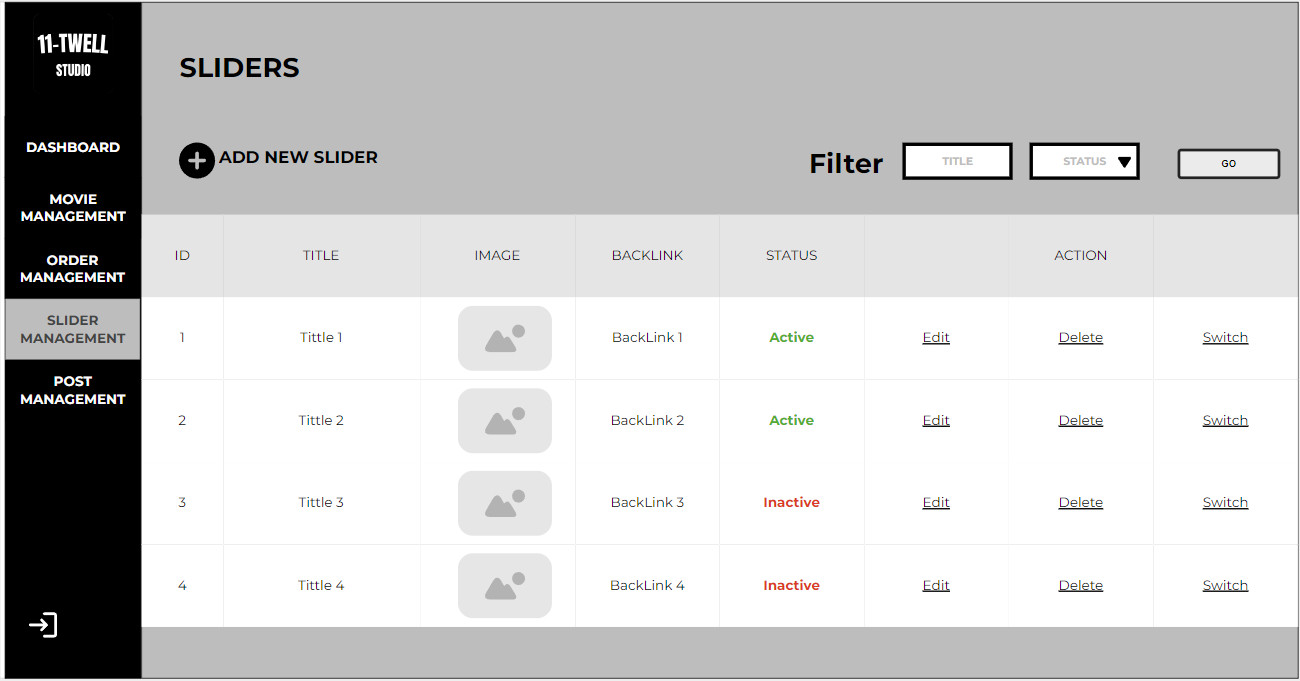 11-TWELL
STUDIO
DASHBOARD
MOVIE
MANAGEMENT
ORDER
MANAGEMENT
SLIDER
MANAGEMENT
POST
MANAGEMENT
SLIDERS
ADD NEW SLIDER
Filter TITLE STATUS GO
ID TITLE IMAGE BACKLINK STATUS ACTION
1 Tittle 1 BackLink 1 Active Edit Delete Switch
2 Tittle 2 BackLink 2 Active Edit Delete Switch
3 Tittle 3 BackLink 3 Inactive Edit Delete Switch
4 Tittle 4 BackLink 4 Inactive Edit Delete Switch